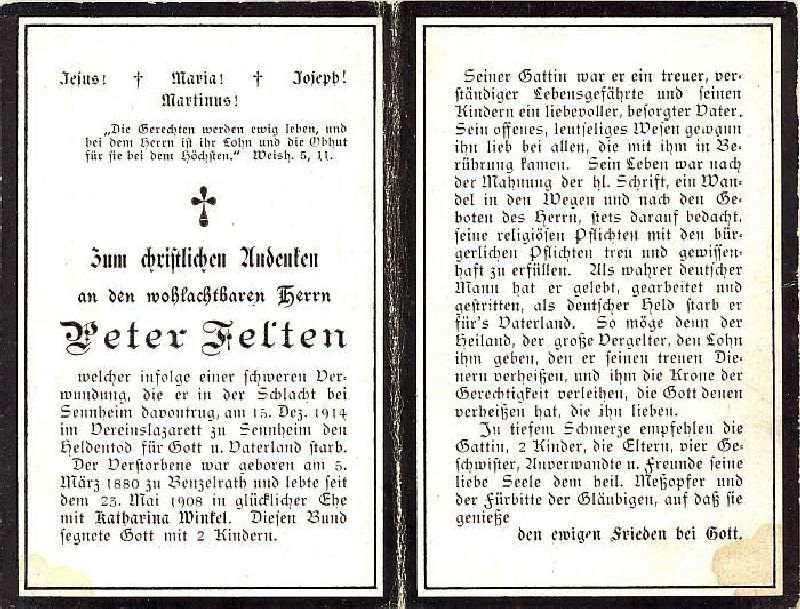 Jesus! † Maria! † Joseph!
Martinus!
„Die Gerechten werden ewig leben, und
bei dem Herrn ist ihr Lohn und die Obhut
für sie bei dem Höchsten.“ Weish. 5, 11.
Zum christlichen Andenken
an den wohlachtbaren Herrn
Peter Felten
welcher infolge einer schweren Ver-
wundung, die er in der Schlacht bei
Sennheim davontrug, am 15. Dez. 1914
im Vereinslazarett zu Sennheim den
Heldentod für Gott u. Vaterland starb.
Der Verstorbene war geboren am 5.
März 1880 zu Benzelrath und lebte seit
dem 23. Mai 1908 in glücklicher Ehe
mit Katharina Winkel. Diesen Bund
segnete Gott mit 2 Kindern.
Seiner Gattin war er ein treuer, ver-
ständiger Lebensgefährte und seinen
Kindern ein liebevoller, besorgter Vater.
Sein offenes, leutseliges Wesen gewann
ihn lieb bei allen, die mit ihm in Be-
rührung kamen. Sein Leben war nach
der Mahnung der hl. Schrift, ein Wan-
del in den Wegen und nach den Ge-
boten des Herrn, stets darauf bedacht,
seine religiösen Pflichten mit den bür-
gerlichen Pflichten treu und gewissen-
haft zu erfüllen. Als wahrer deutscher
Mann hat er gelebt, gearbeitet und
gestritten, als deutscher Held starb er
für's Vaterland. So möge denn der
Heiland, der große Vergelter, den Lohn
ihm geben, den er seinen treuen Die-
nern verheißen, und ihm die Krone der
Gerechtigkeit verleihen, die Gott denen
verheißen hat, die ihn lieben.
In tiefem Schmerze empfehlen die
Gattin, 2 Kinder, die Eltern, vier Ge-
schwister, Anverwandte u. Freunde seine
liebe Seele dem heil. Meßopfer und
der Fürbitte der Gläubigen, auf daß sie
genieße
den ewigen Frieden bei Gott.